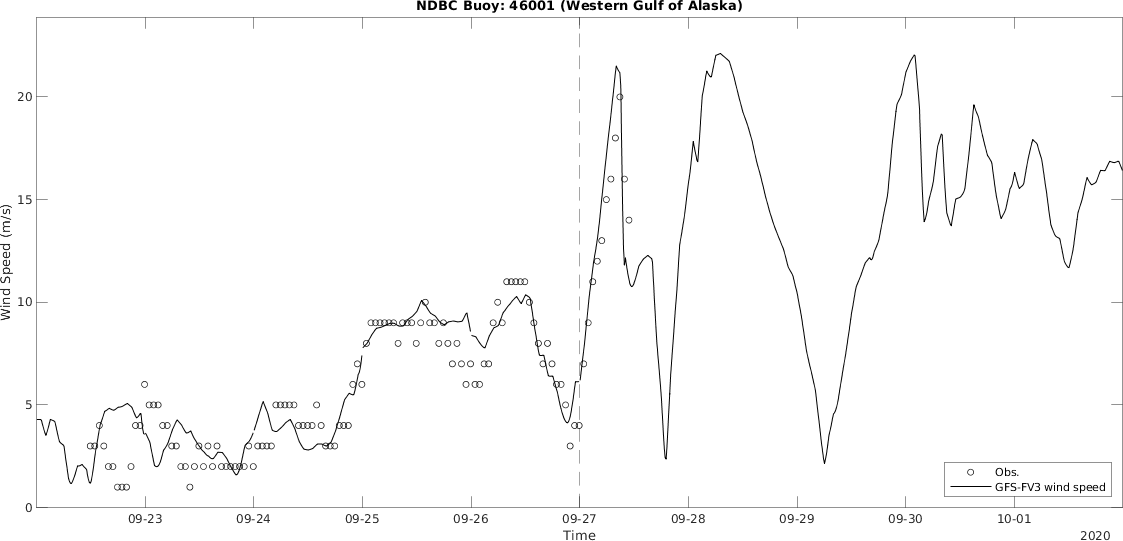 NDBC Buoy: 46001 (Western Gulf of Alaska)
20
15
10
5
0
Wind Speed (m/s)
09-23 09-24 09-25 09-26 09-27 09-28 09-29 09-30 10-01
Time
2020
Obs.
GFS-FV3 wind speed